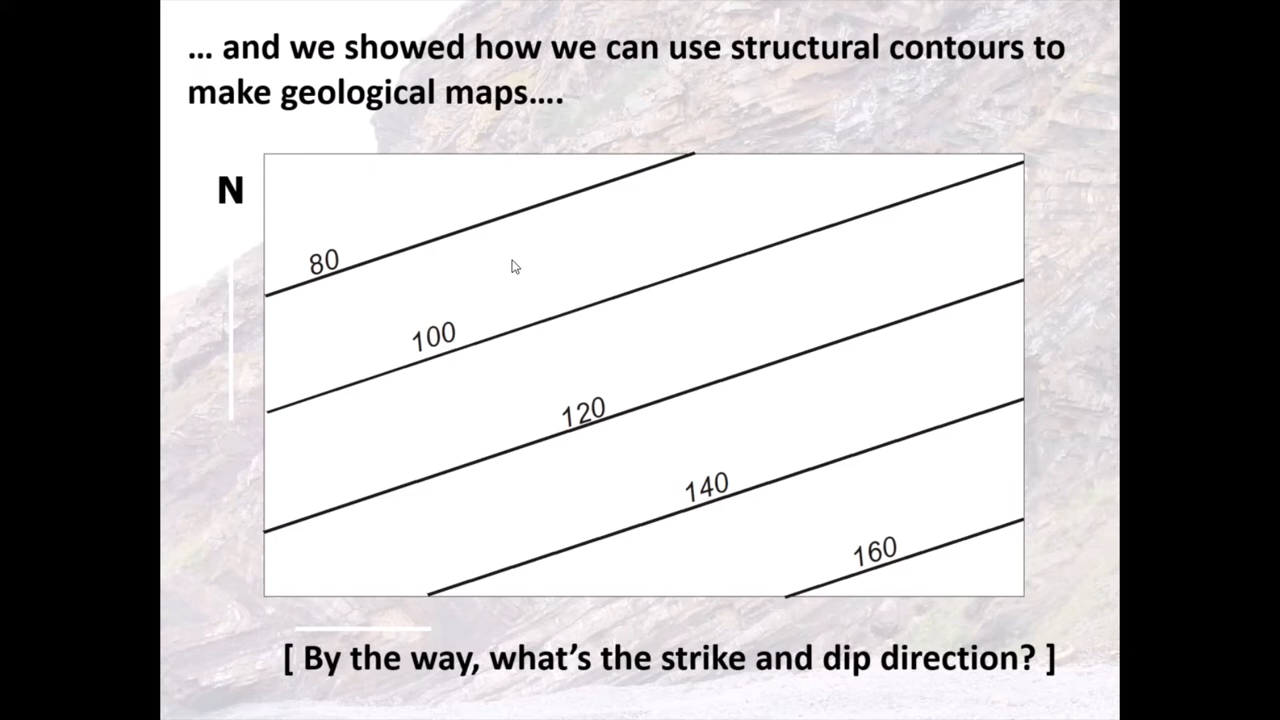 … and we showed how we can use structural contours to
make geological maps….
N
80
100
120
140
160
[ By the way, what’s the strike and dip direction? ]